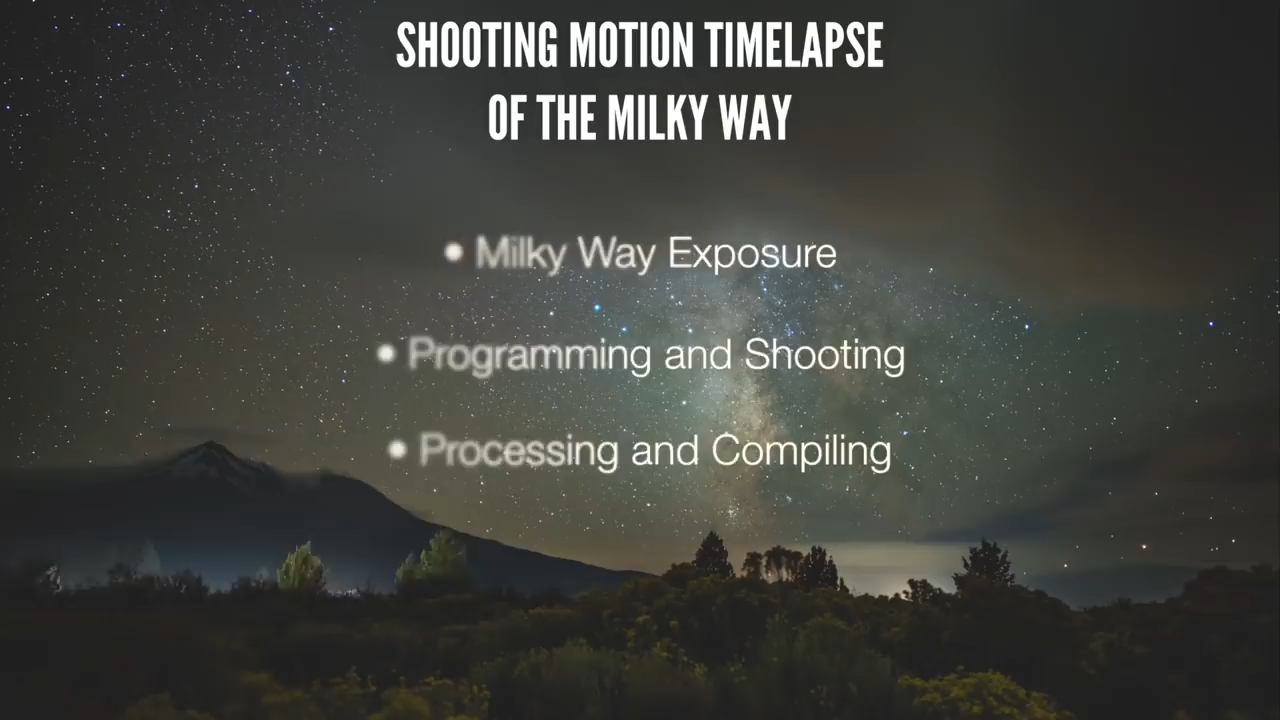 SHOOTING MOTION TIMELAPSE
OF THE MILKY WAY
• Milky Way Exposure
• Programming and Shooting
• Processing and Compiling